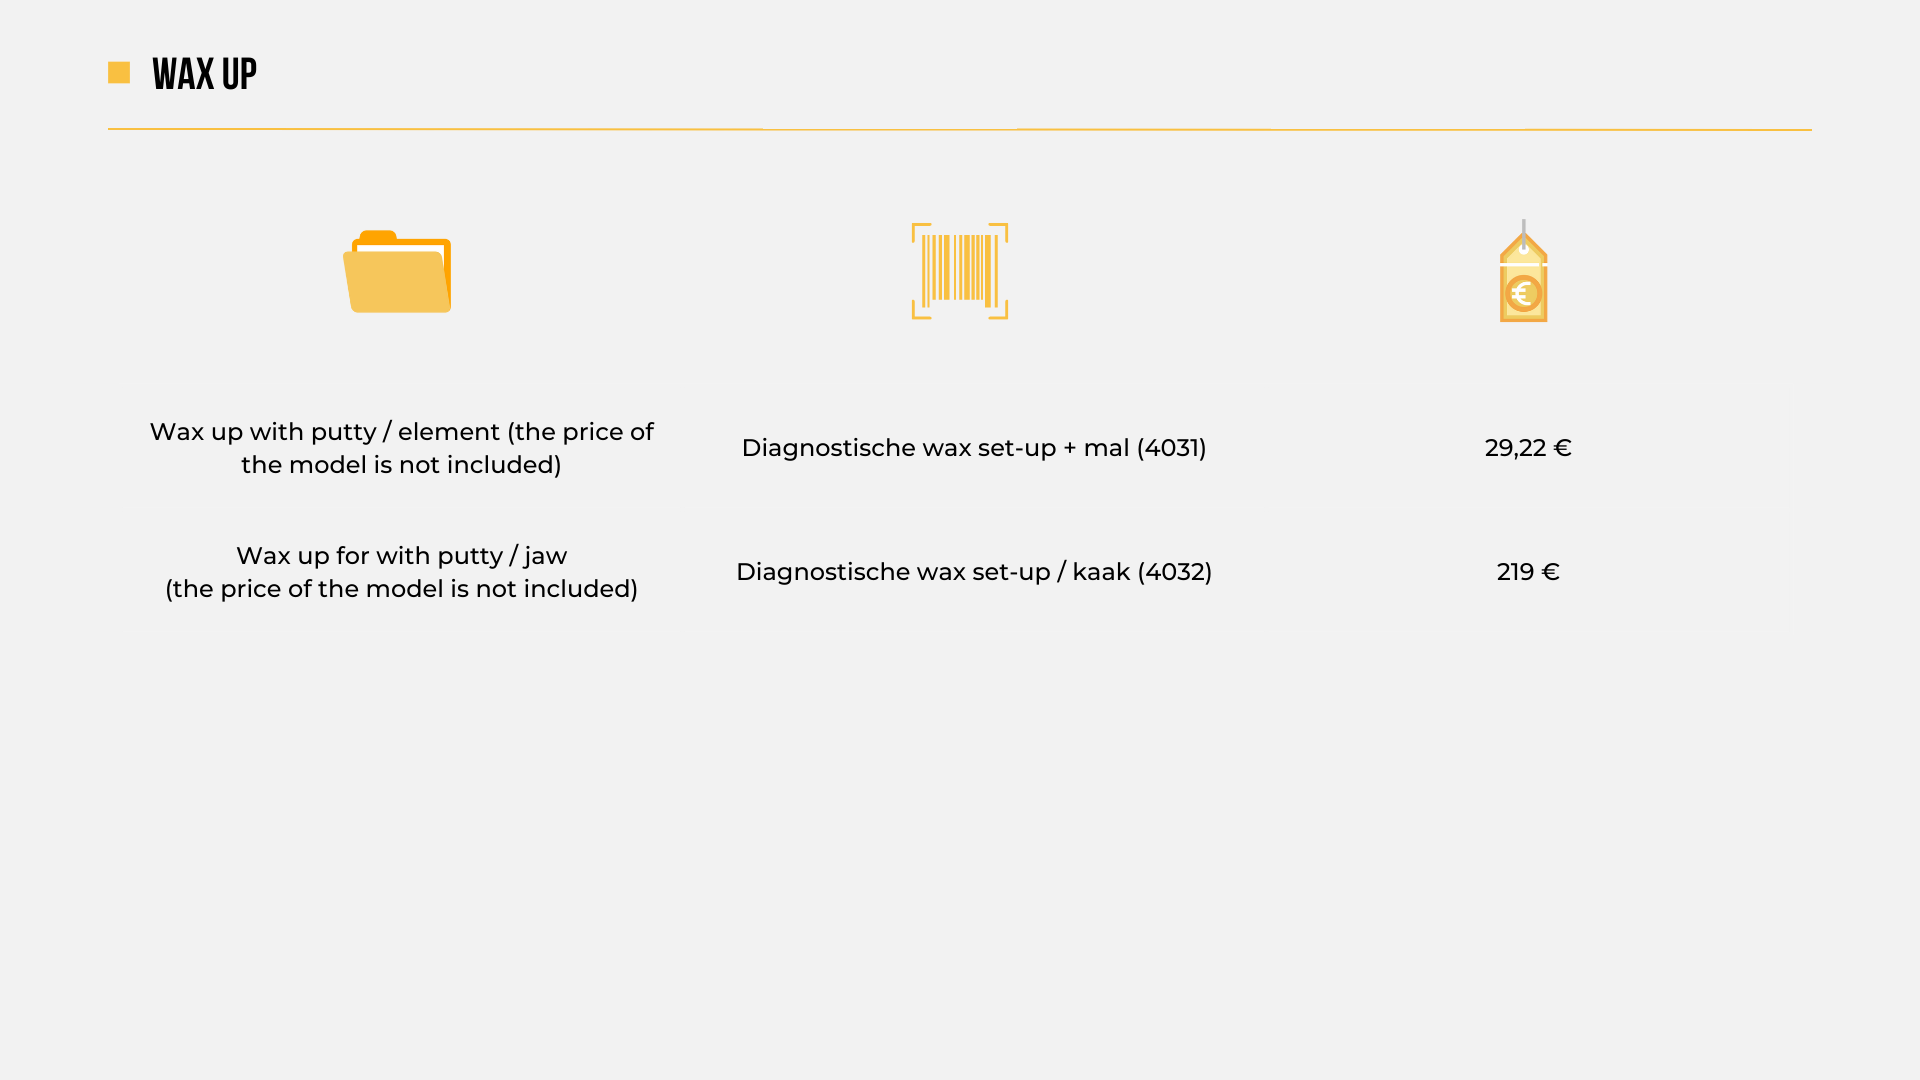 WAX UP
Wax up with putty / element (the price of
the model is not included)
Diagnostische wax set-up + mal (4031)
29,22 €
Wax up for with putty / jaw
(the price of the model is not included)
Diagnostische wax set-up / kaak (4032)
219 €